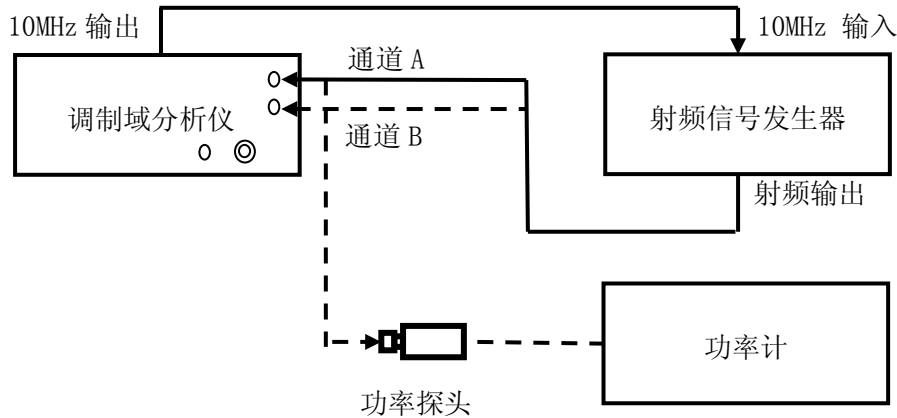 10MHz 输出
10MHz 输入
通道 A
调制域分析仪
射频信号发生器
通道 B
射频输出
功率计
功率探头